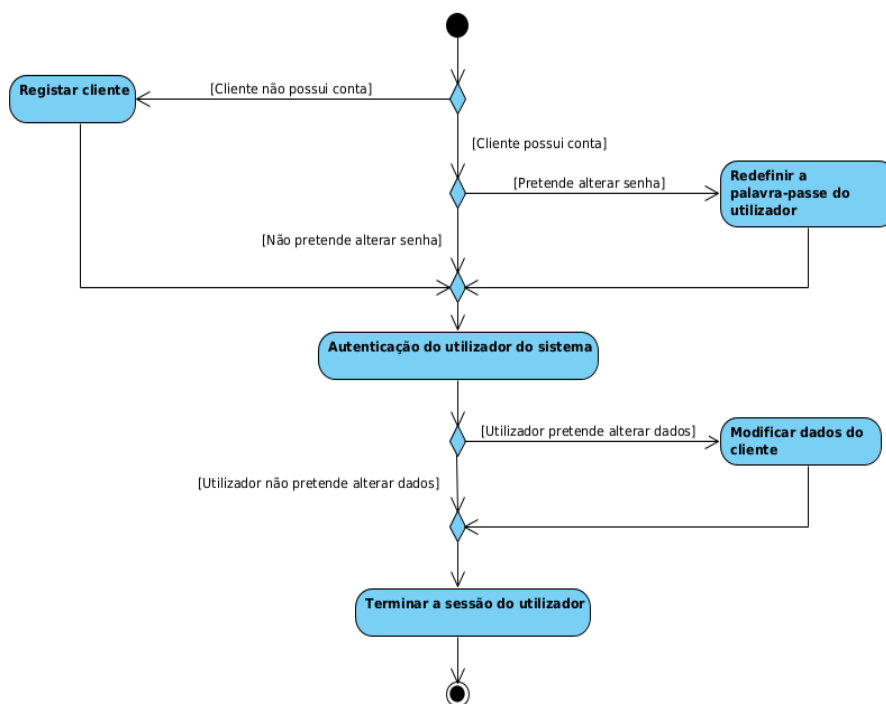 Registar cliente
[Cliente não possui conta]
[Cliente possui conta]
[Pretende alterar senha]
Redefinir a
palavra-passe do
utilizador
[Não pretende alterar senha]
Autenticação do utilizador do sistema
[Utilizador pretende alterar dados]
Modificar dados do
cliente
[Utilizador não pretende alterar dados]
Terminar a sessão do utilizador